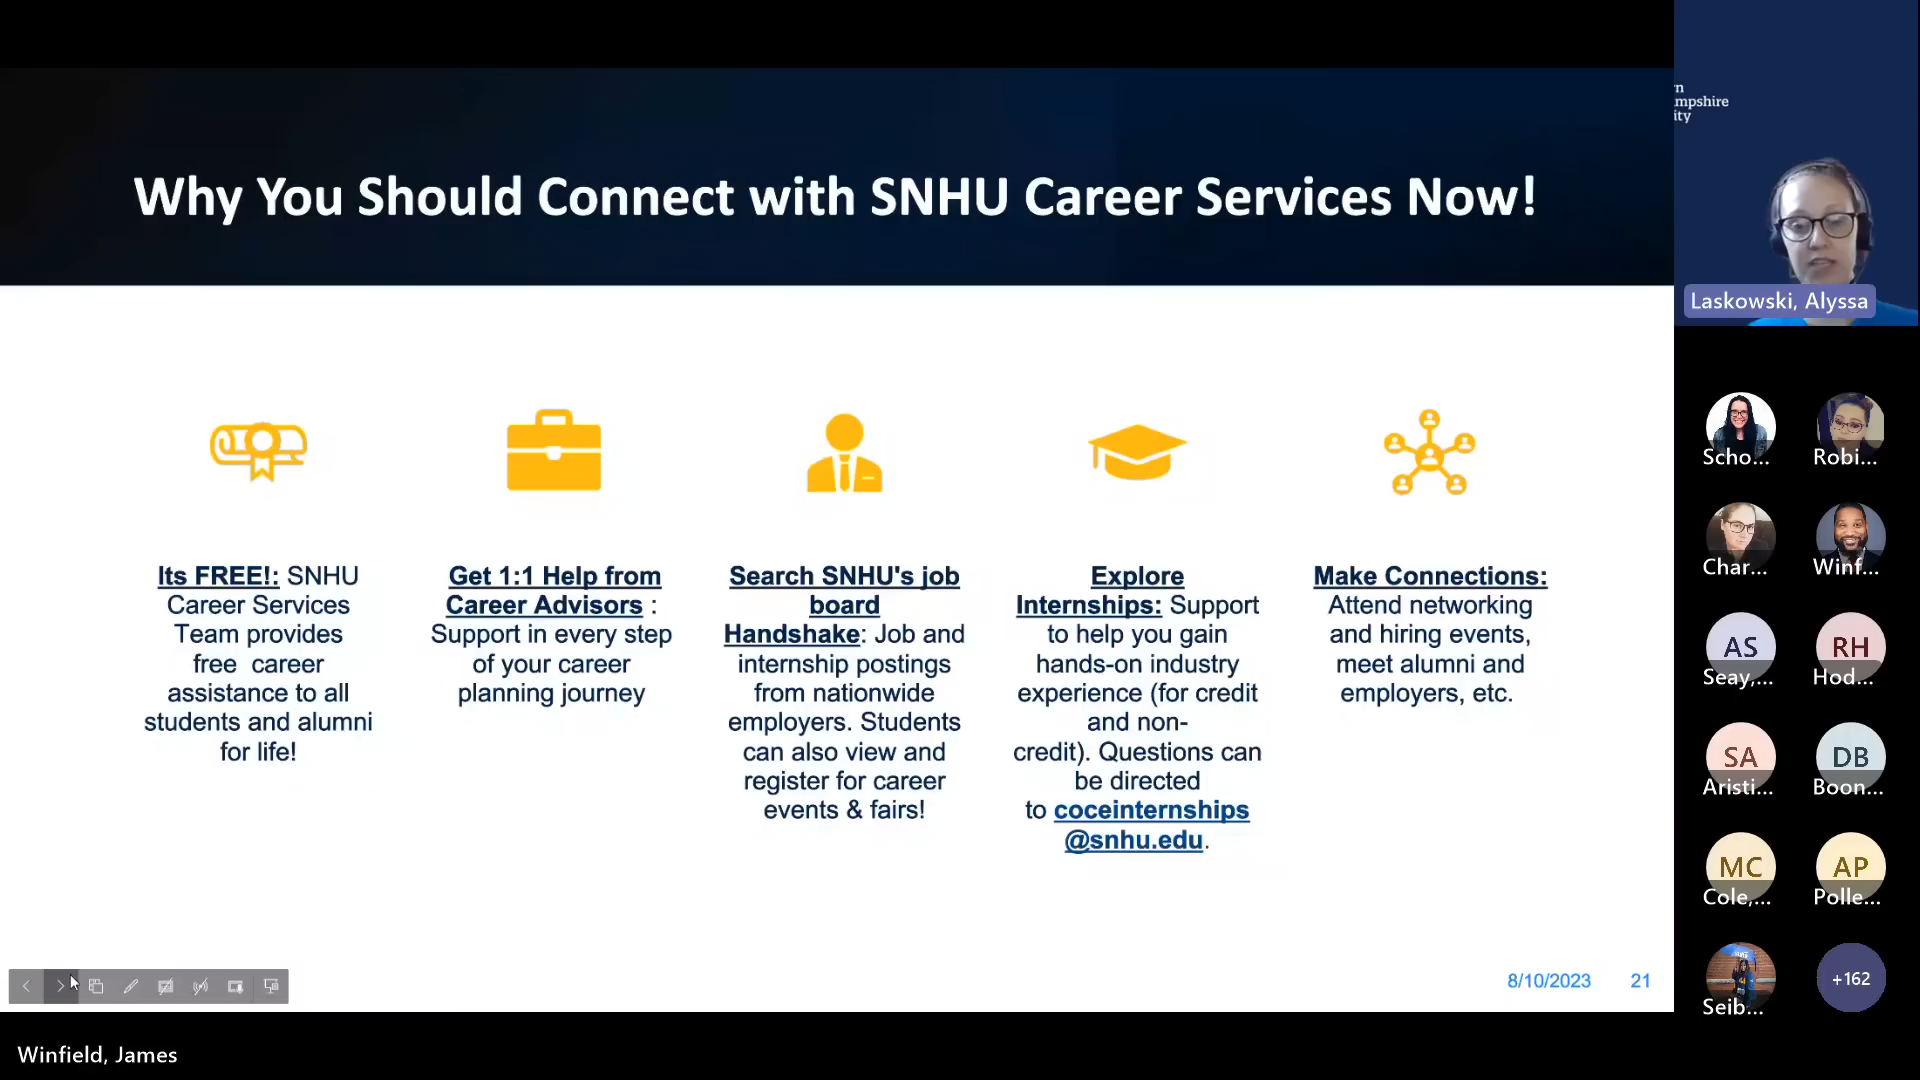 Why You Should Connect with SNHU Career Services Now!
Its FREE!: SNHU
Career Services
Team provides
free career
assistance to all
students and alumni
for life!
Get 1:1 Help from
Career Advisors :
Support in every step
of your career
planning journey
Search SNHU's job
board
Handshake: Job and
internship postings
from nationwide
employers. Students
can also view and
register for career
events & fairs!
Explore
Internships: Support
to help you gain
hands-on industry
experience (for credit
and non-
credit). Questions can
be directed
to coceinternships
@snhu.edu.
Make Connections:
Attend networking
and hiring events,
meet alumni and
employers, etc.
8/10/2023 21
Winfield, James
n
mpshire
ity
Laskowski, Alyssa
Scho... Robi...
Char... Winf...
AS RH
Seay,... Hod...
SA DB
Aristi... Boon...
MC AP
Cole,... Polle...
Seib... +162